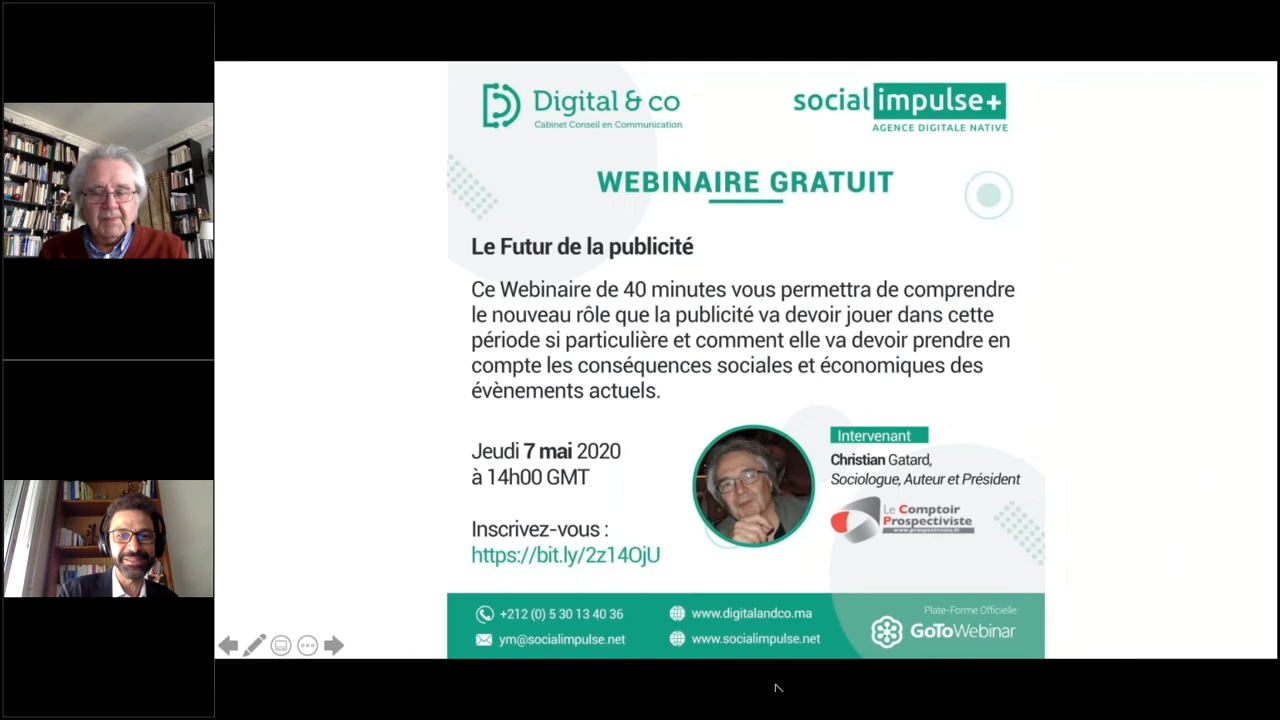 Digital & co
Cabinet Conseil en Communication
social impulse+
AGENCE DIGITALE NATIVE
WEBINAIRE GRATUIT
Le Futur de la publicité
Ce Webinaire de 40 minutes vous permettra de comprendre
le nouveau rôle que la publicité va devoir jouer dans cette
période si particulière et comment elle va devoir prendre en
compte les conséquences sociales et économiques des
évènements actuels.
Jeudi 7 mai 2020
à 14h00 GMT
Inscrivez-vous :
https://bit.ly/2z14OjU
Intervenant
Christian Gatard,
Sociologue, Auteur et Président
Le Comptoir
Prospectiviste
www.prospectiviste.fr
+212 (0) 5 30 13 40 36
ym@socialimpulse.net
www.digitalandco.ma
www.socialimpulse.net
Plate-Forme Officielle
GoToWebinar